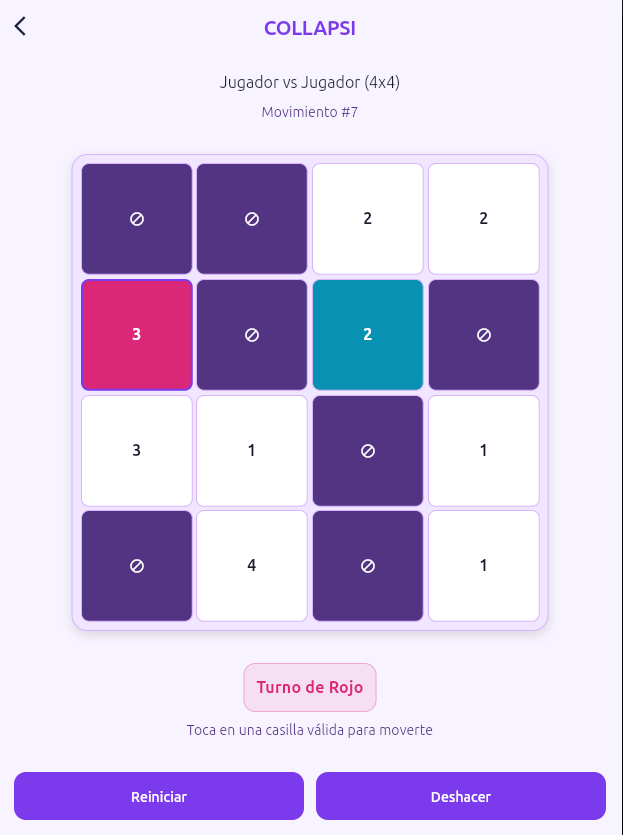 COLLAPSI
Jugador vs Jugador (4x4)
Movimiento #7
2 2
3 2
3 1 1
4 1
Turno de Rojo
Toca en una casilla válida para moverte
Reiniciar Deshacer